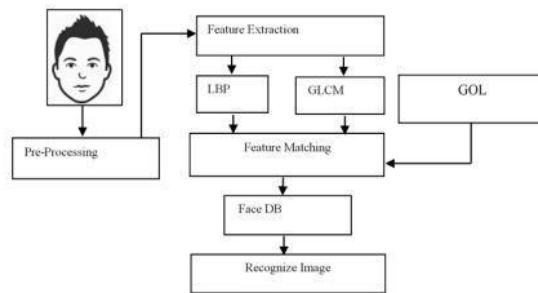 Feature Extraction
LBP
GLCM
GOL
Pre-Processing
Feature Matching
Face DB
Recognize Image